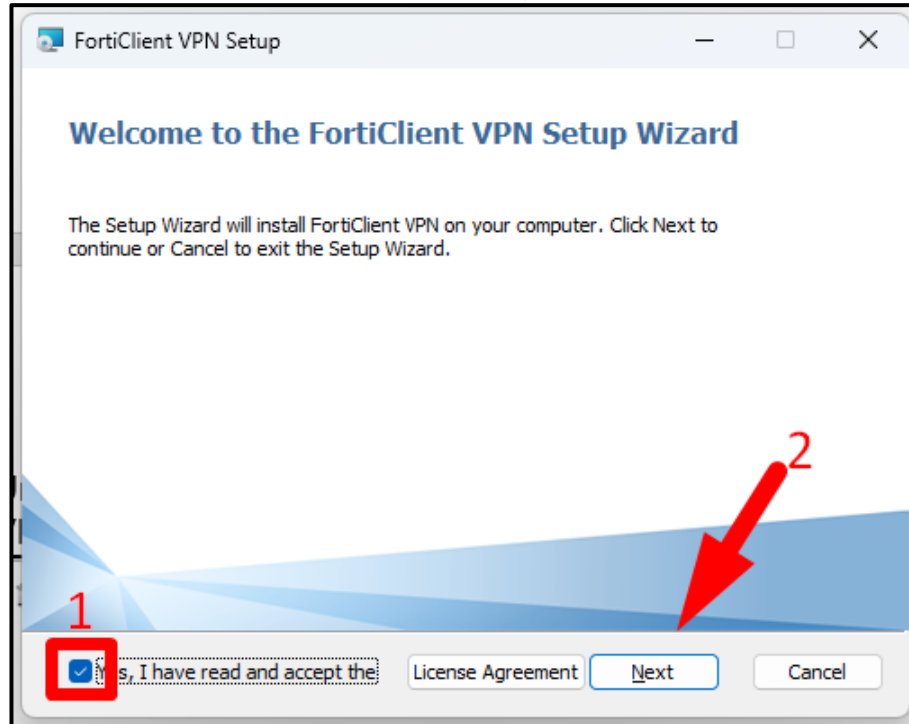 FortiClient VPN Setup
Welcome to the FortiClient VPN Setup Wizard
The Setup Wizard will install FortiClient VPN on your computer. Click Next to
continue or Cancel to exit the Setup Wizard.
2
1
Yes, I have read and accept the License Agreement Next Cancel